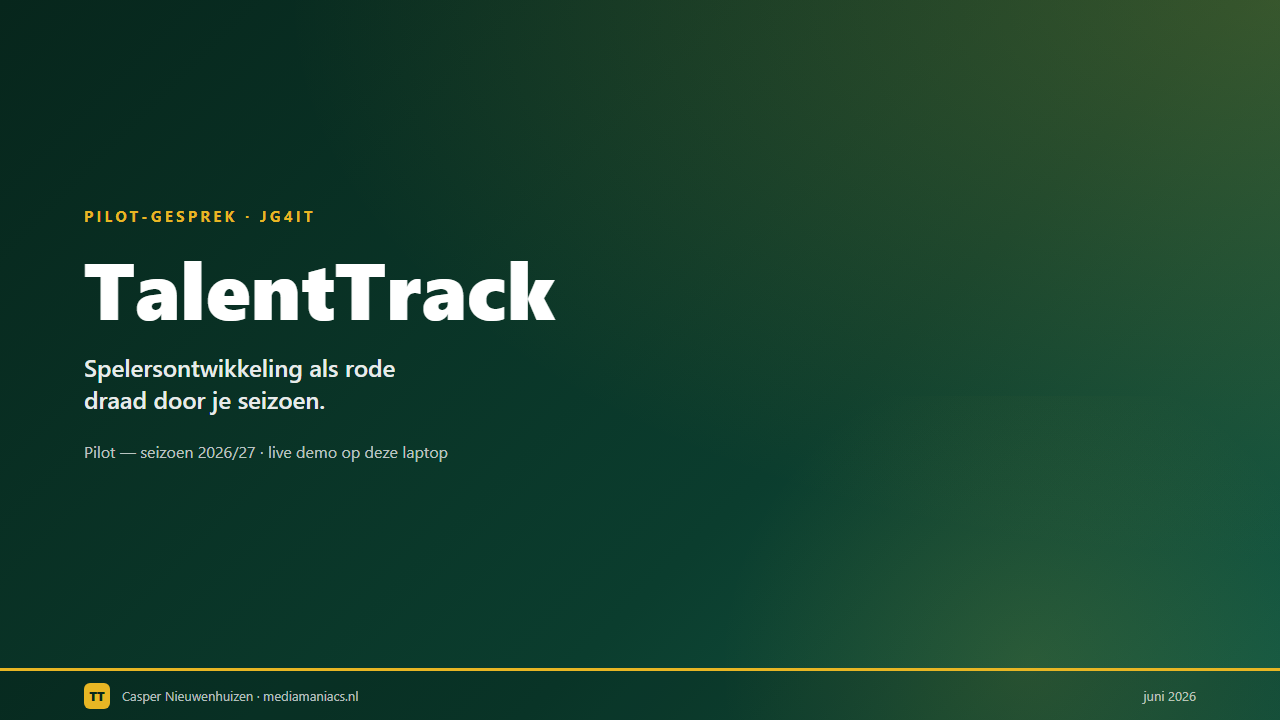 PILOT-GESPREK · JG4IT
TalentTrack
Spelersontwikkeling als rode
draad door je seizoen.
Pilot — seizoen 2026/27 · live demo op deze laptop
TT Casper Nieuwenhuizen · mediamaniacs.nl
juni 2026